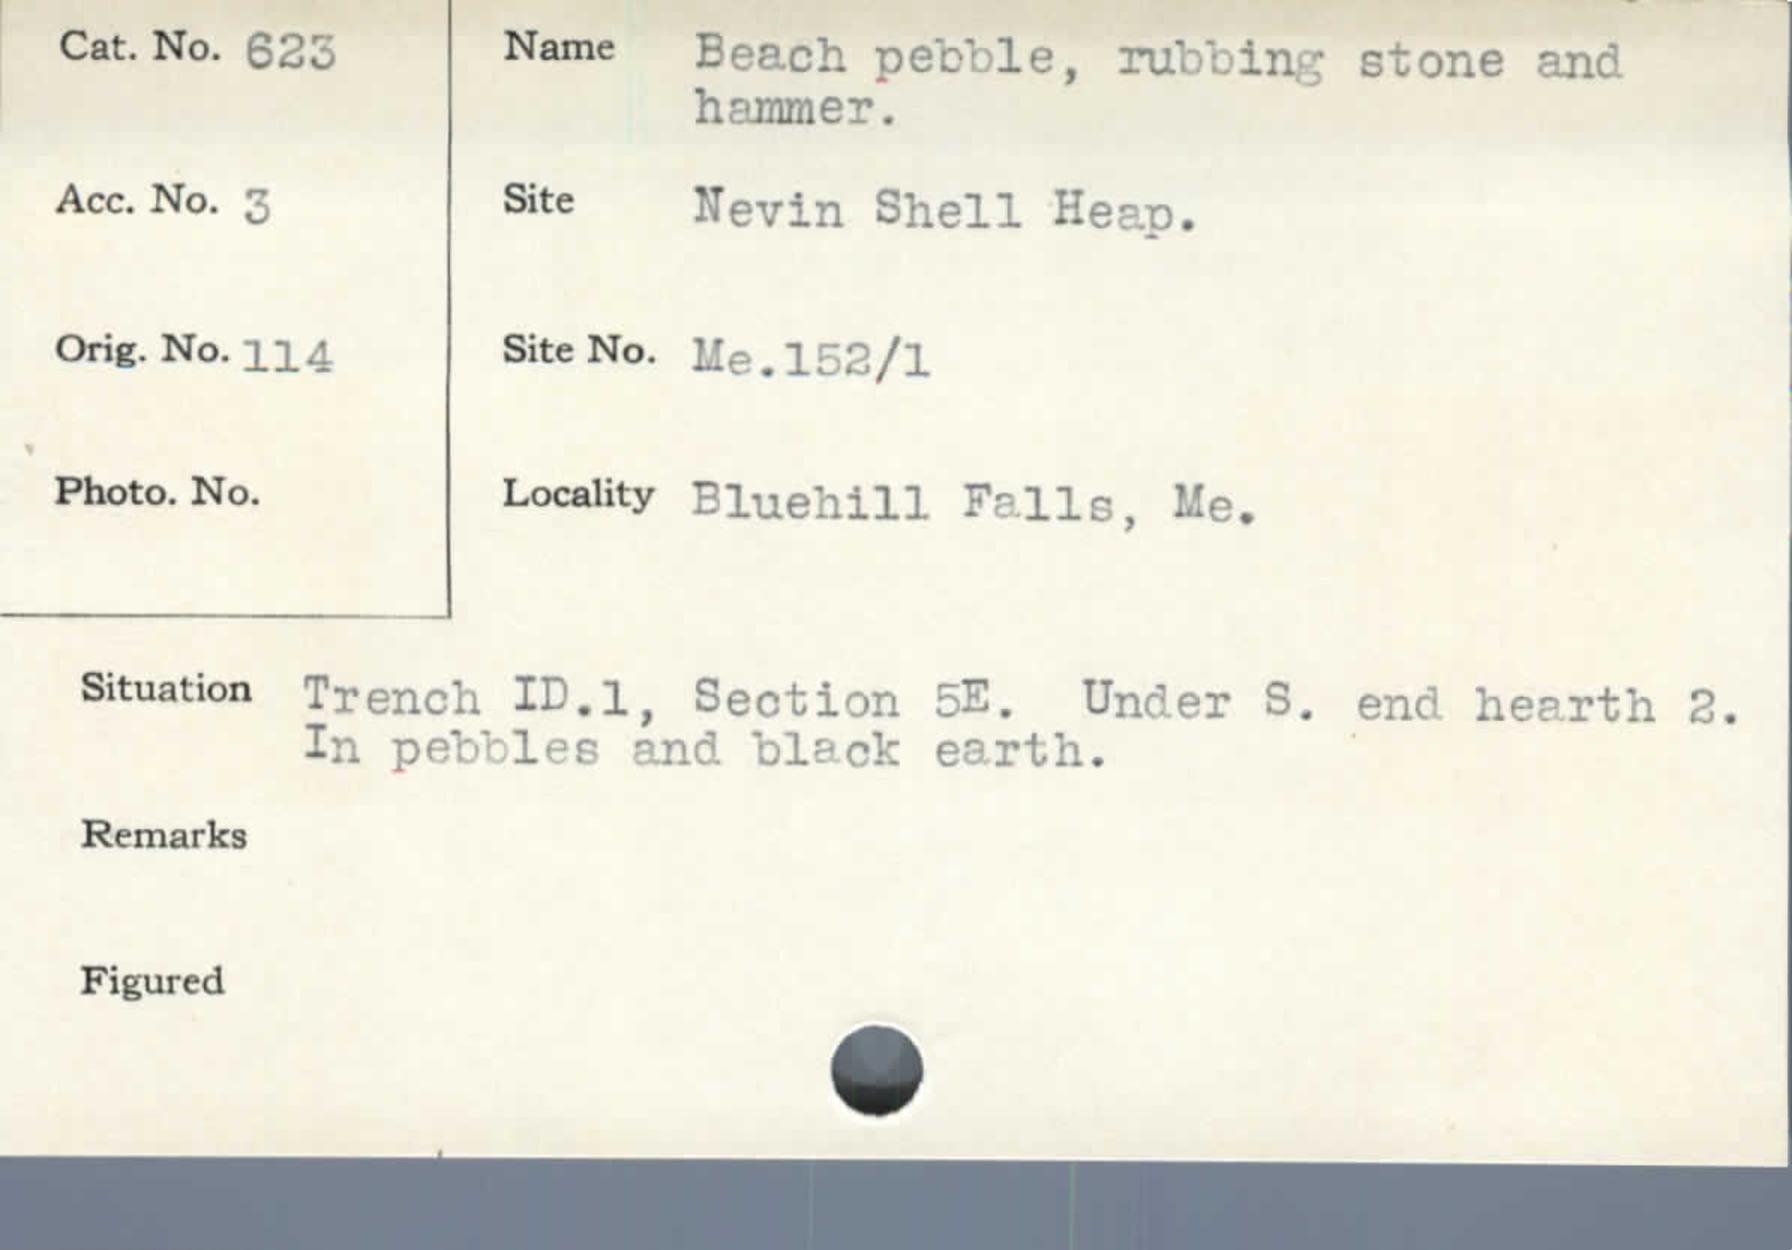 Cat. No. 623
Name Beach pebble, rubbing stone and
hammer.
Acc. No. 3
Site Nevin Shell Heap.
Orig. No. 114
Site No. Me.152/1
Photo. No.
Locality Bluehill Falls, Me.
Situation Trench ID.1, Section 5E. Under S. end hearth 2.
In pebbles and black earth.
Remarks
Figured